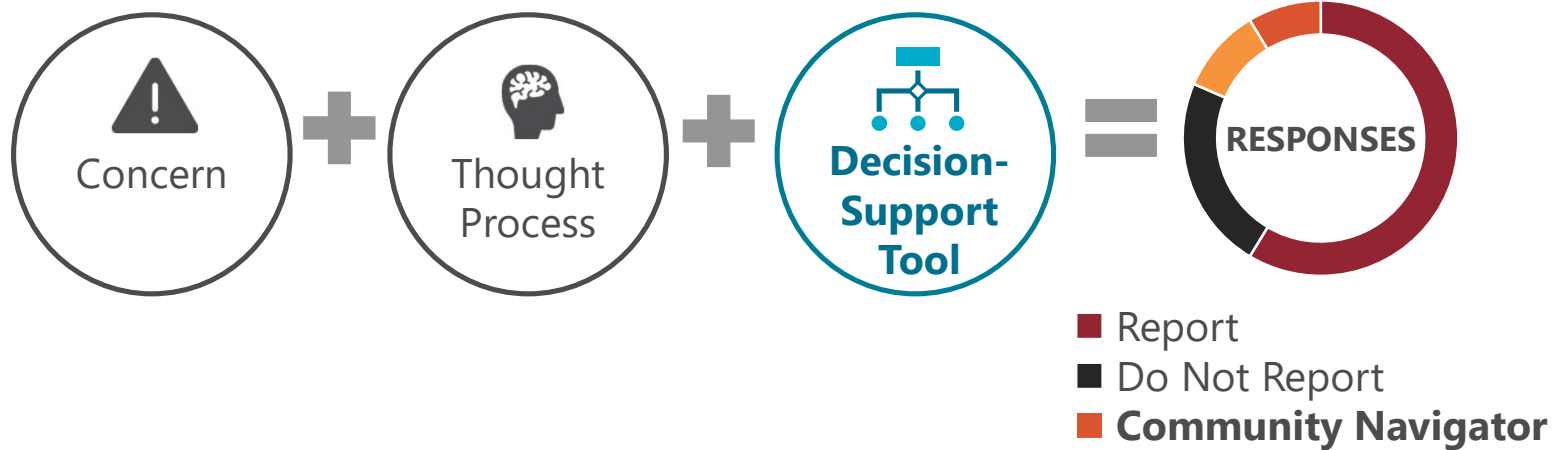 Concern
Thought
Process
Decision-
Support
Tool
RESPONSES
Report
Do Not Report
Community Navigator